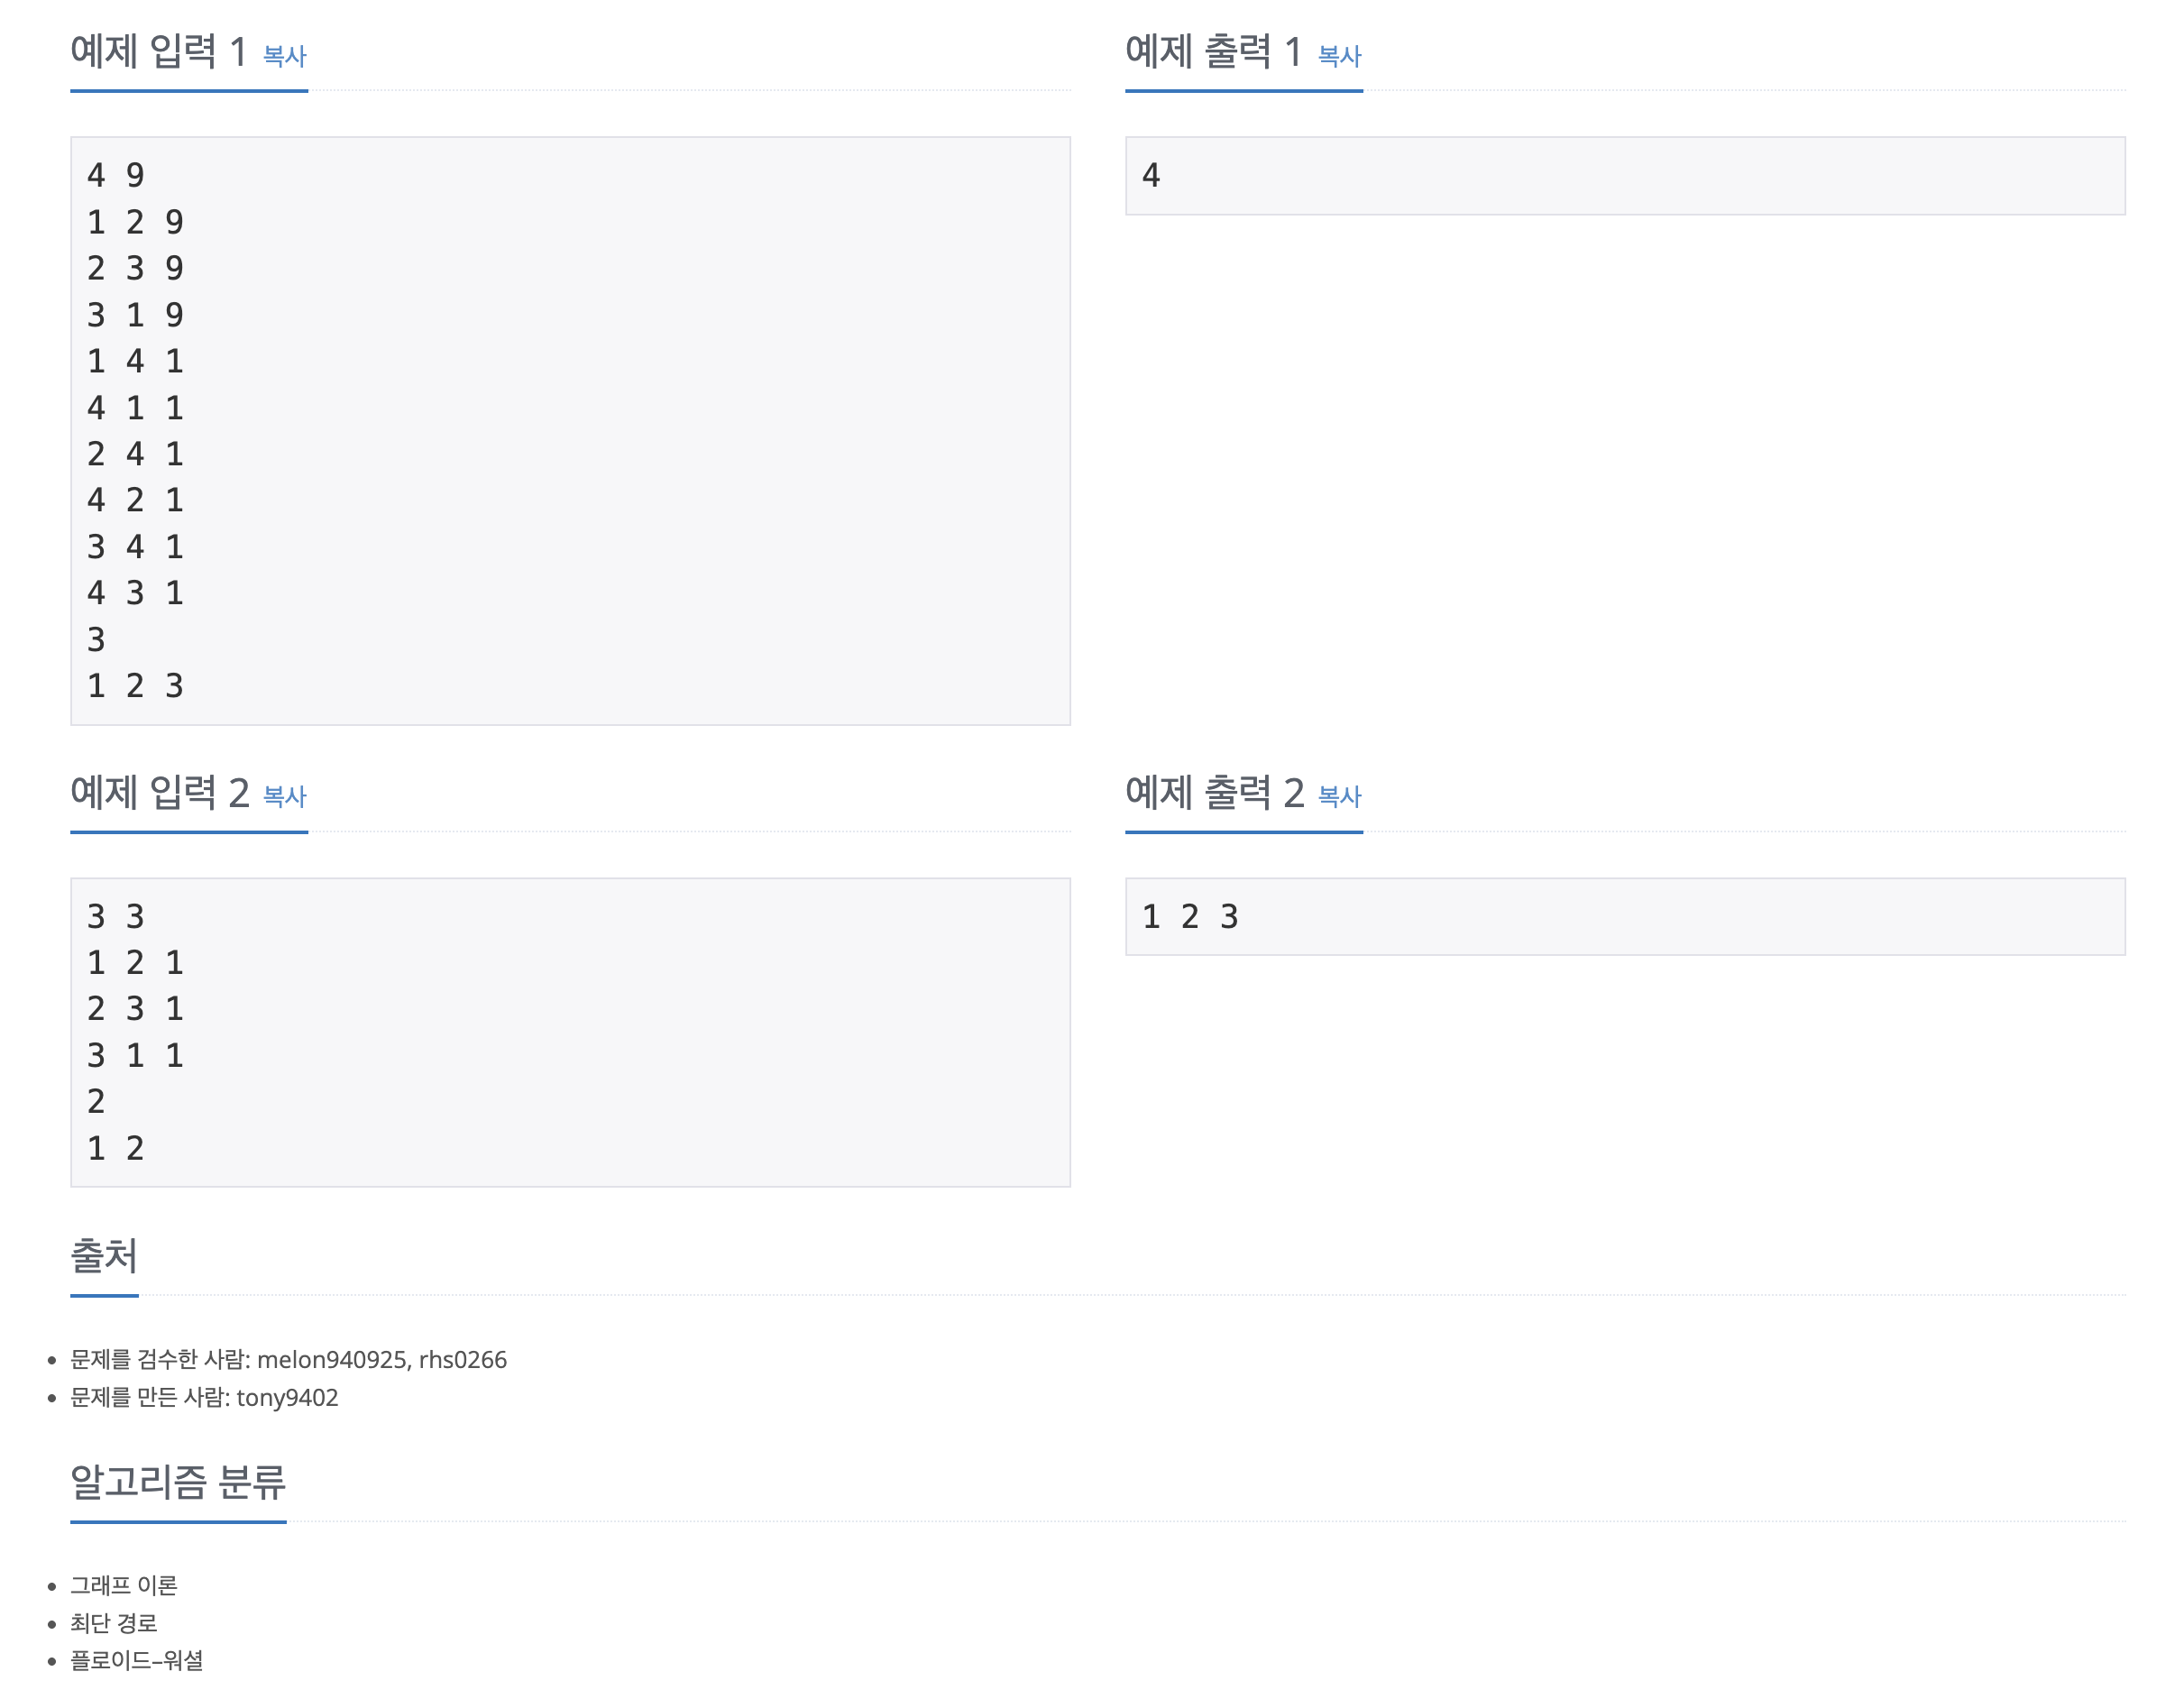 예제 입력 1 복사
4 9
1 2 9
2 3 9
3 1 9
1 4 1
4 1 1
2 4 1
4 2 1
3 4 1
4 3 1
3
1 2 3
예제 출력 1 복사
4
예제 입력 2 복사
3 3
1 2 1
2 3 1
3 1 1
2
1 2
예제 출력 2 복사
1 2 3
출처
문제를 검수한 사람: melon940925, rhs0266
문제를 만든 사람: tony9402
알고리즘 분류
그래프 이론
최단 경로
플로이드–워셜